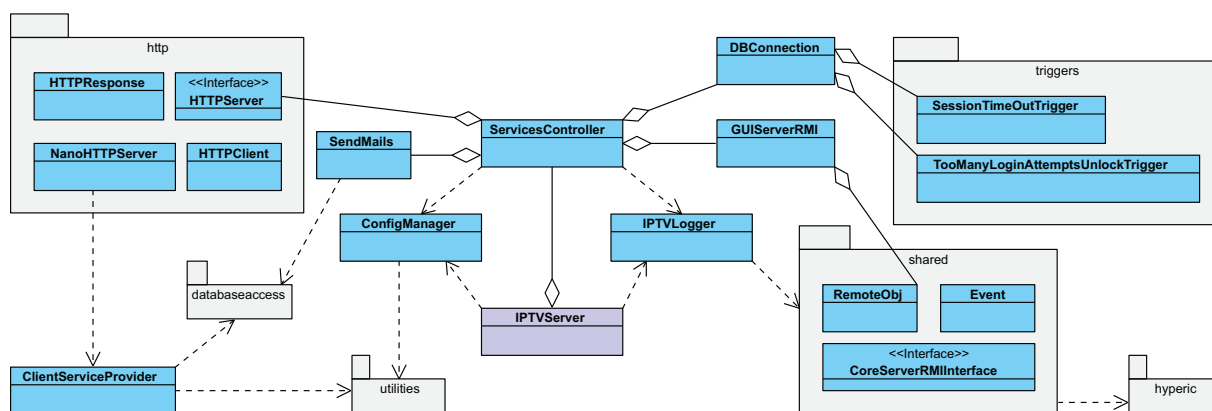 http
HTTPResponse
<<Interface>>
HTTPServer
NanoHTTPServer
HTTPClient
SendMails
ServicesController
DBConnection
GUIServerRMI
triggers
SessionTimeOutTrigger
TooManyLoginAttemptsUnlockTrigger
ConfigManager
IPTVLogger
databaseaccess
IPTVServer
shared
RemoteObj
Event
<<Interface>>
CoreServerRMIInterface
ClientServiceProvider
utilities
hyperic